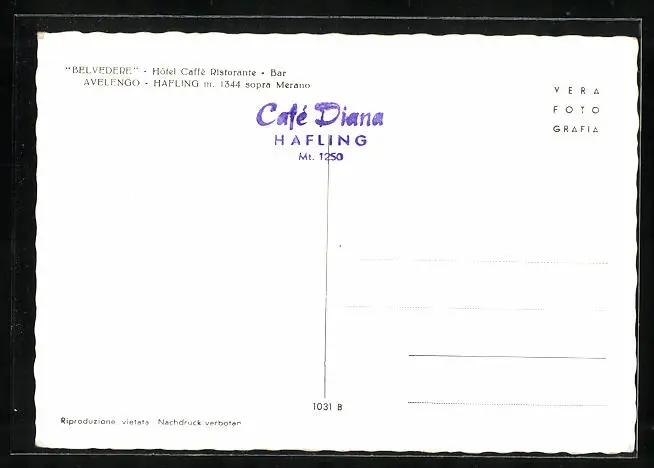 "BELVEDERE" - Hôtel Caffè Ristorante - Bar
AVELENGO - HAFLING m. 1344 sopra Merano
VERA
FOTO
GRAFIA
Café Diana
HAFLING
Mt. 1250
1031 B
Riproduzione vietata Nachdruck verboten